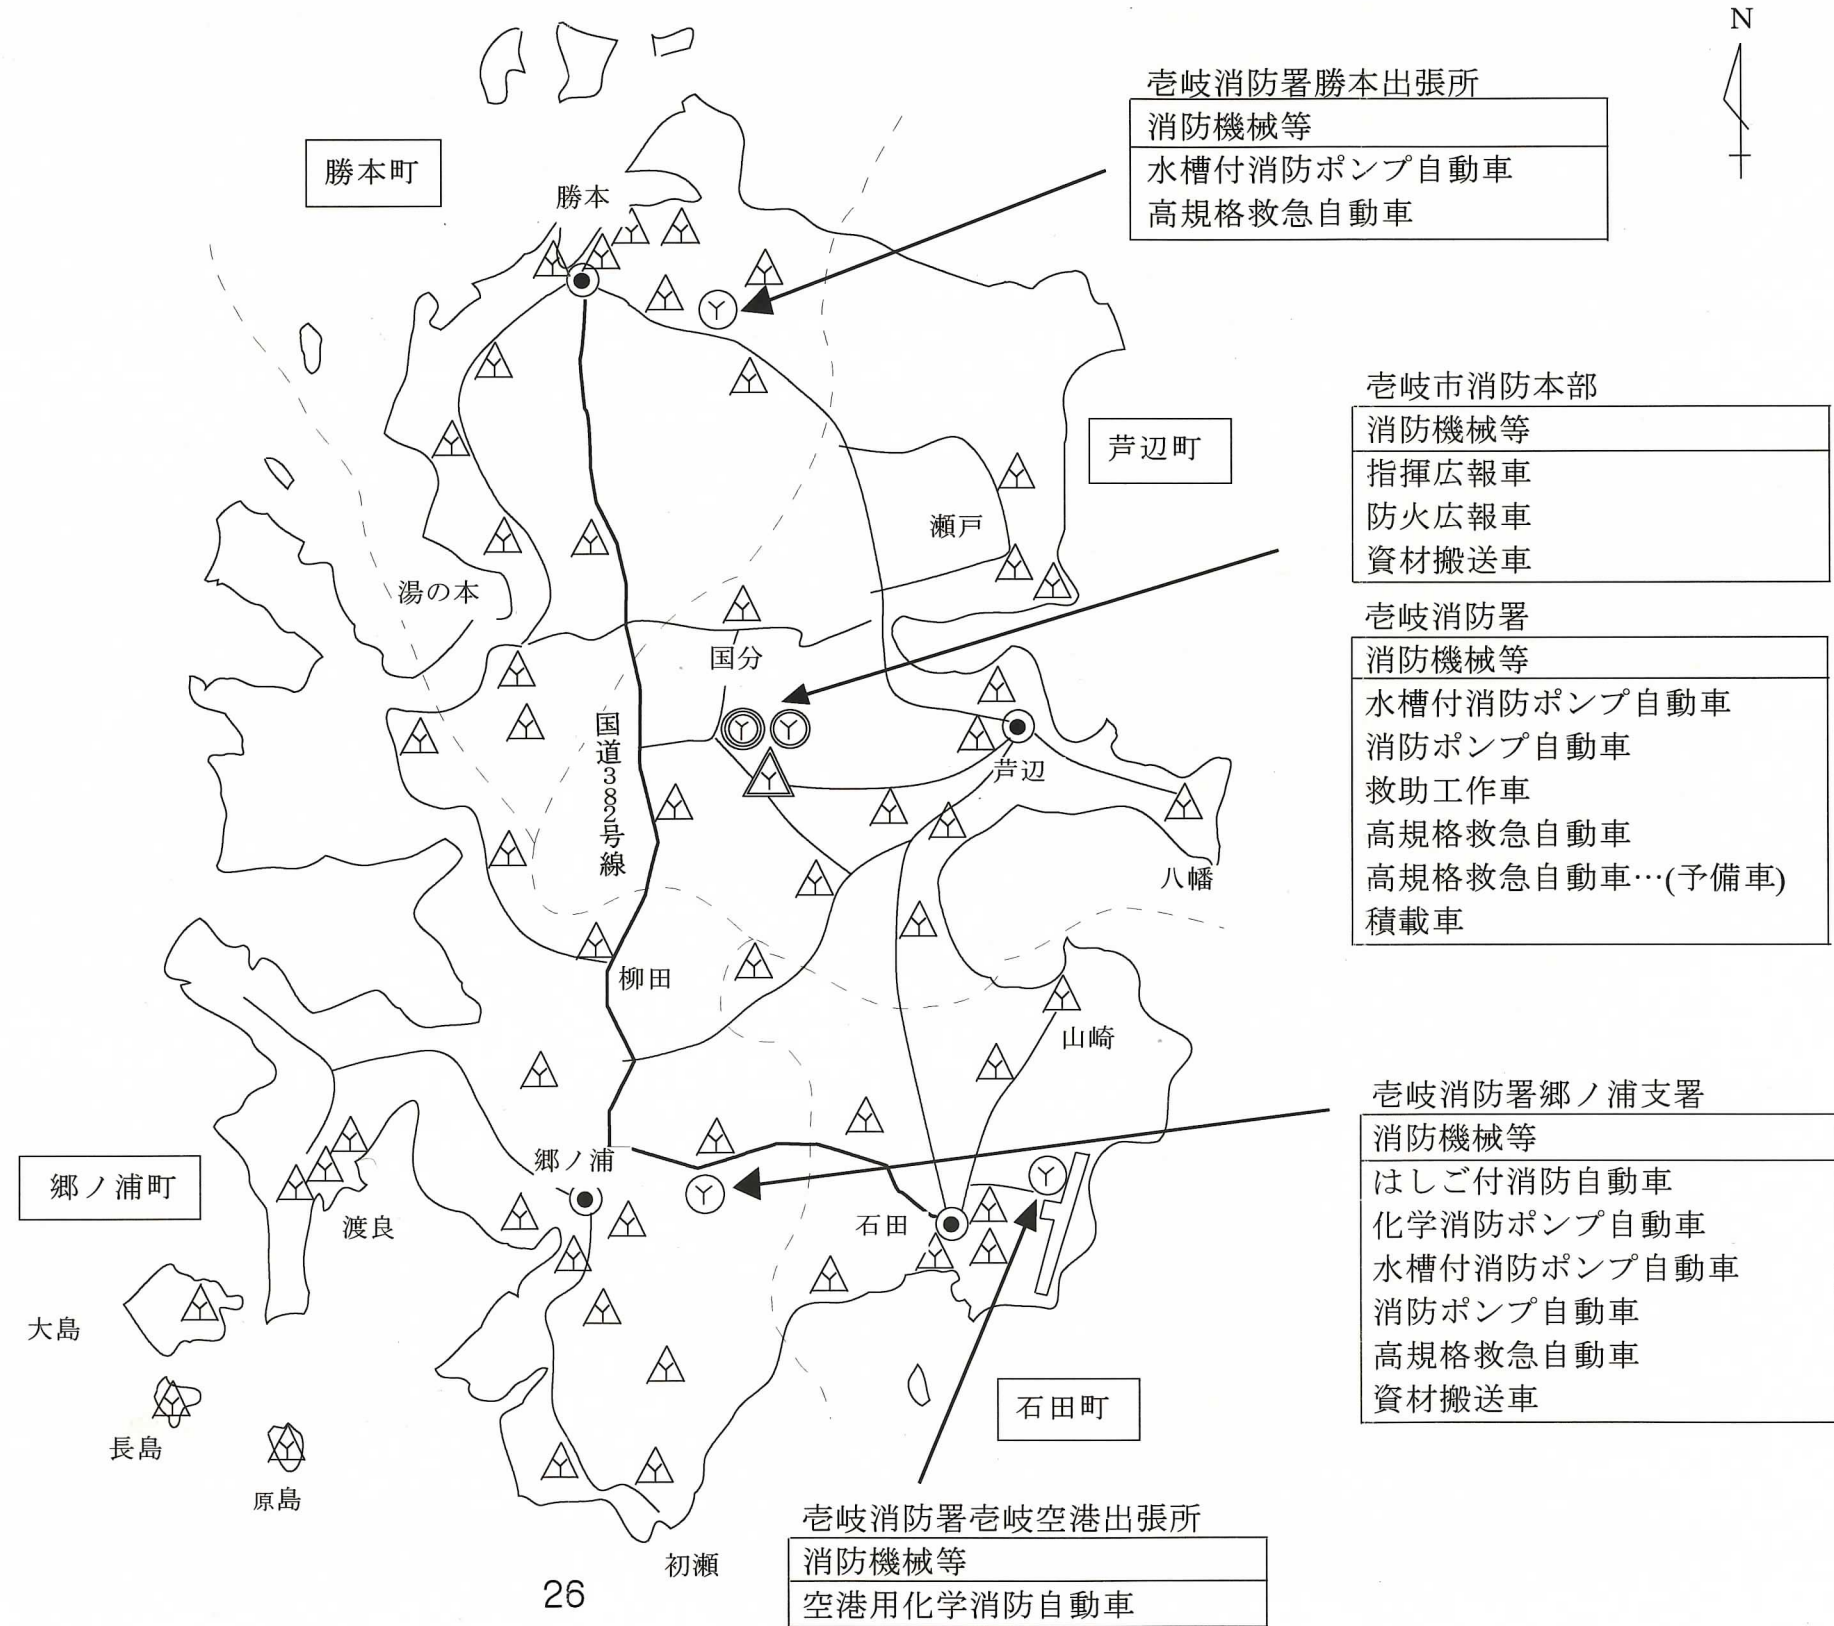 N
壱岐消防署勝本出張所
消防機械等
水槽付消防ポンプ自動車
高規格救急自動車
勝本町
勝本
壱岐市消防本部
消防機械等
指揮広報車
防火広報車
資材搬送車
芦辺町
瀬戸
湯の本
国分
壱岐消防署
消防機械等
水槽付消防ポンプ自動車
消防ポンプ自動車
救助工作車
高規格救急自動車
高規格救急自動車…(予備車)
積載車
国道382号線
芦辺
八幡
柳田
山崎
壱岐消防署郷ノ浦支署
消防機械等
はしご付消防自動車
化学消防ポンプ自動車
水槽付消防ポンプ自動車
消防ポンプ自動車
高規格救急自動車
資材搬送車
郷ノ浦町
郷ノ浦
渡良
石田
大島
長島
原島
石田町
初瀬
壱岐消防署壱岐空港出張所
消防機械等
空港用化学消防自動車
26